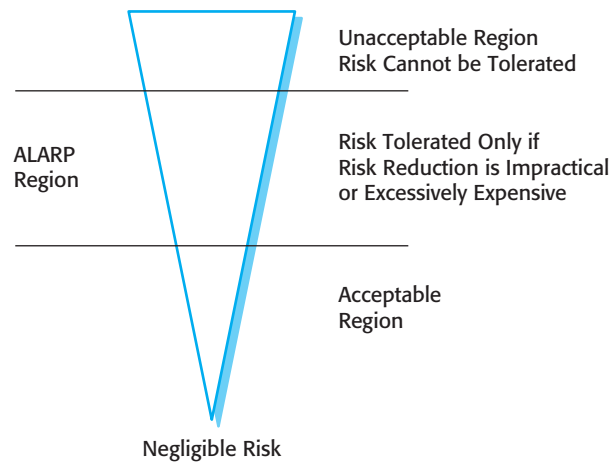 Unacceptable Region
Risk Cannot be Tolerated
ALARP
Region
Risk Tolerated Only if
Risk Reduction is Impractical
or Excessively Expensive
Acceptable
Region
Negligible Risk